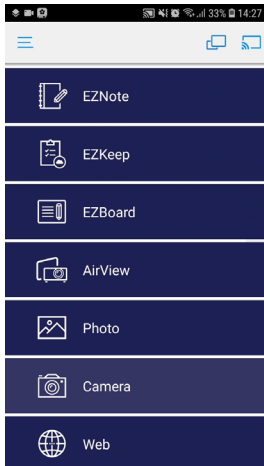 33% 14:27
EZNote
EZKeep
EZBoard
AirView
Photo
Camera
Web